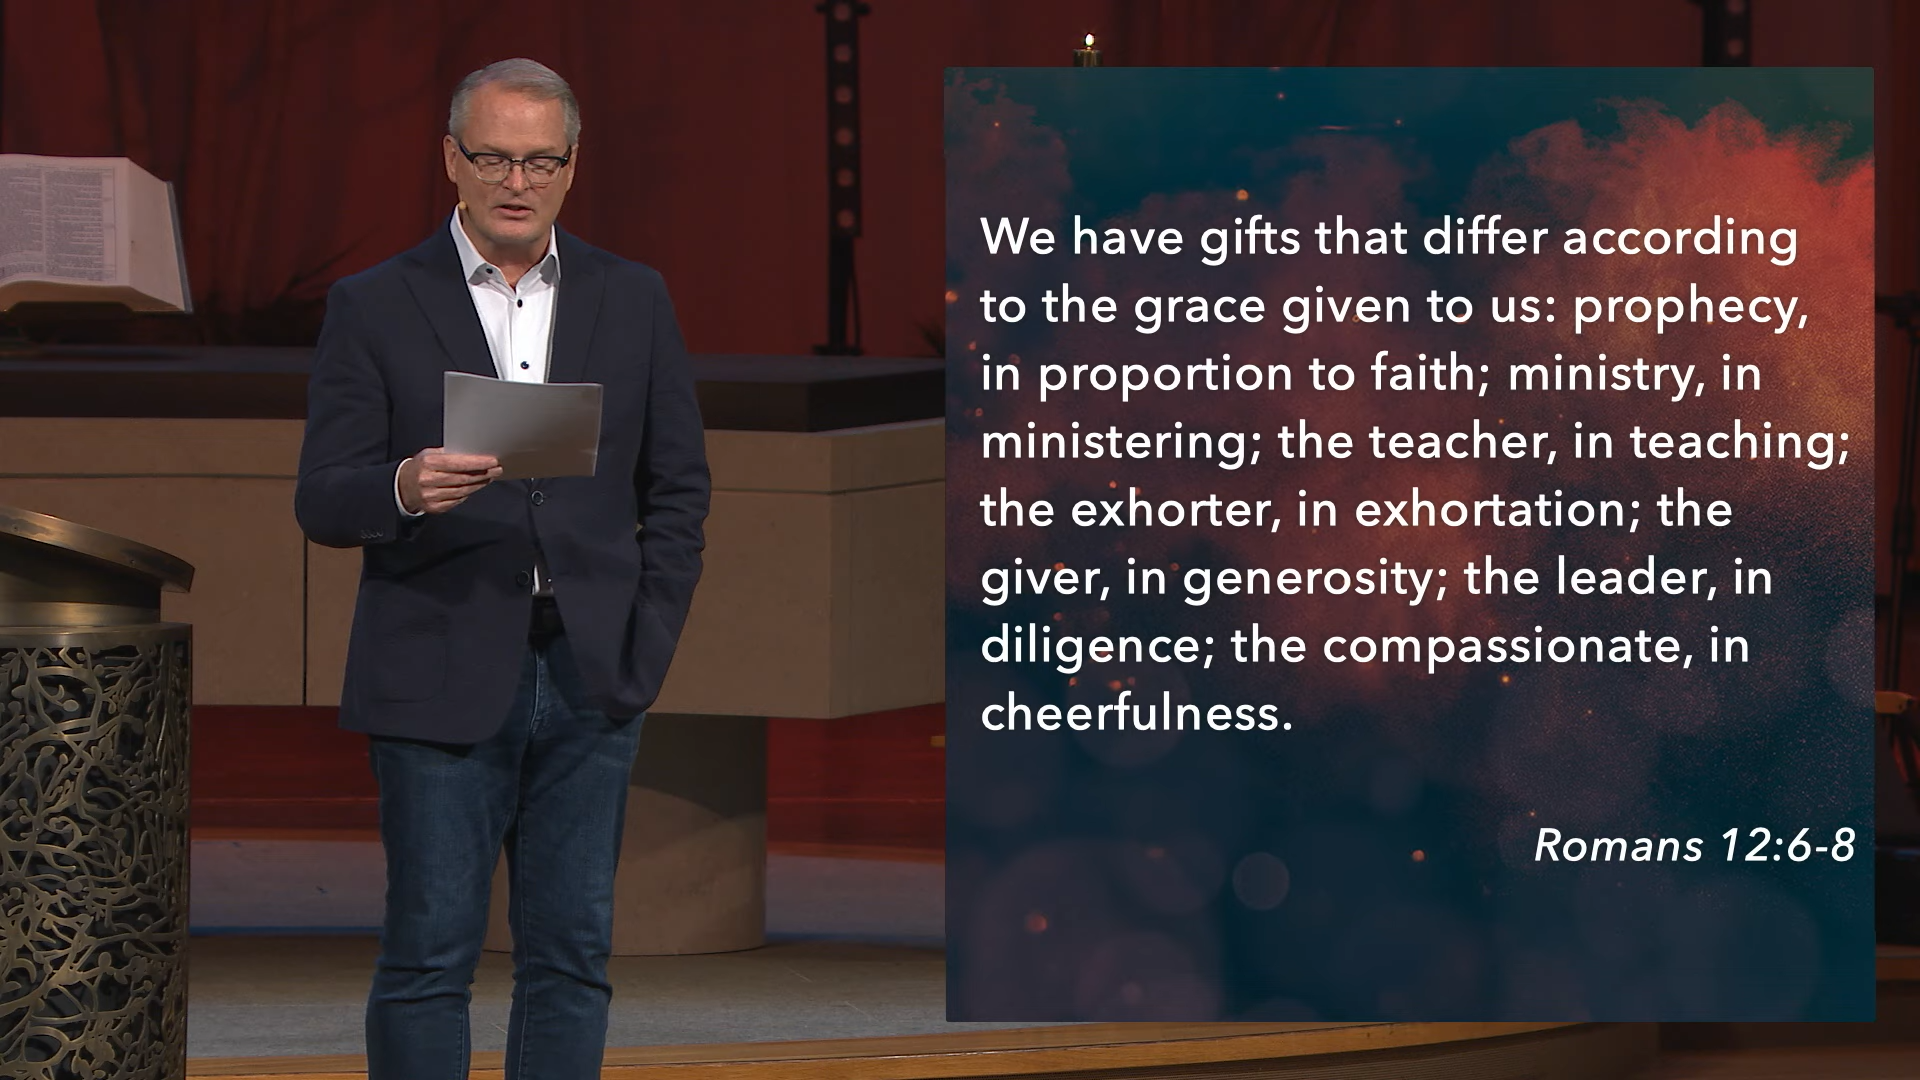 We have gifts that differ according
to the grace given to us: prophecy,
in proportion to faith; ministry, in
ministering; the teacher, in teaching;
the exhorter, in exhortation; the
giver, in generosity; the leader, in
diligence; the compassionate, in
cheerfulness.
Romans 12:6-8